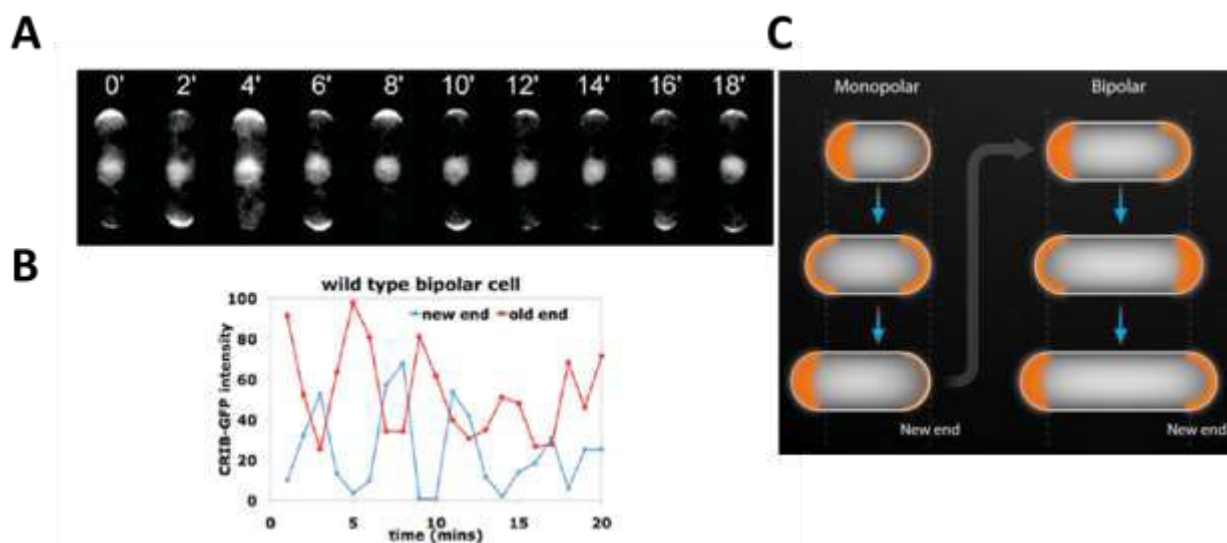 A
0' 2' 4' 6' 8' 10' 12' 14' 16' 18'
B
wild type bipolar cell
new end old end
CRIB-GFP intensity
100
80
60
40
20
0
0 5 10 15 20
time (mins)
C
Monopolar Bipolar
New end New end